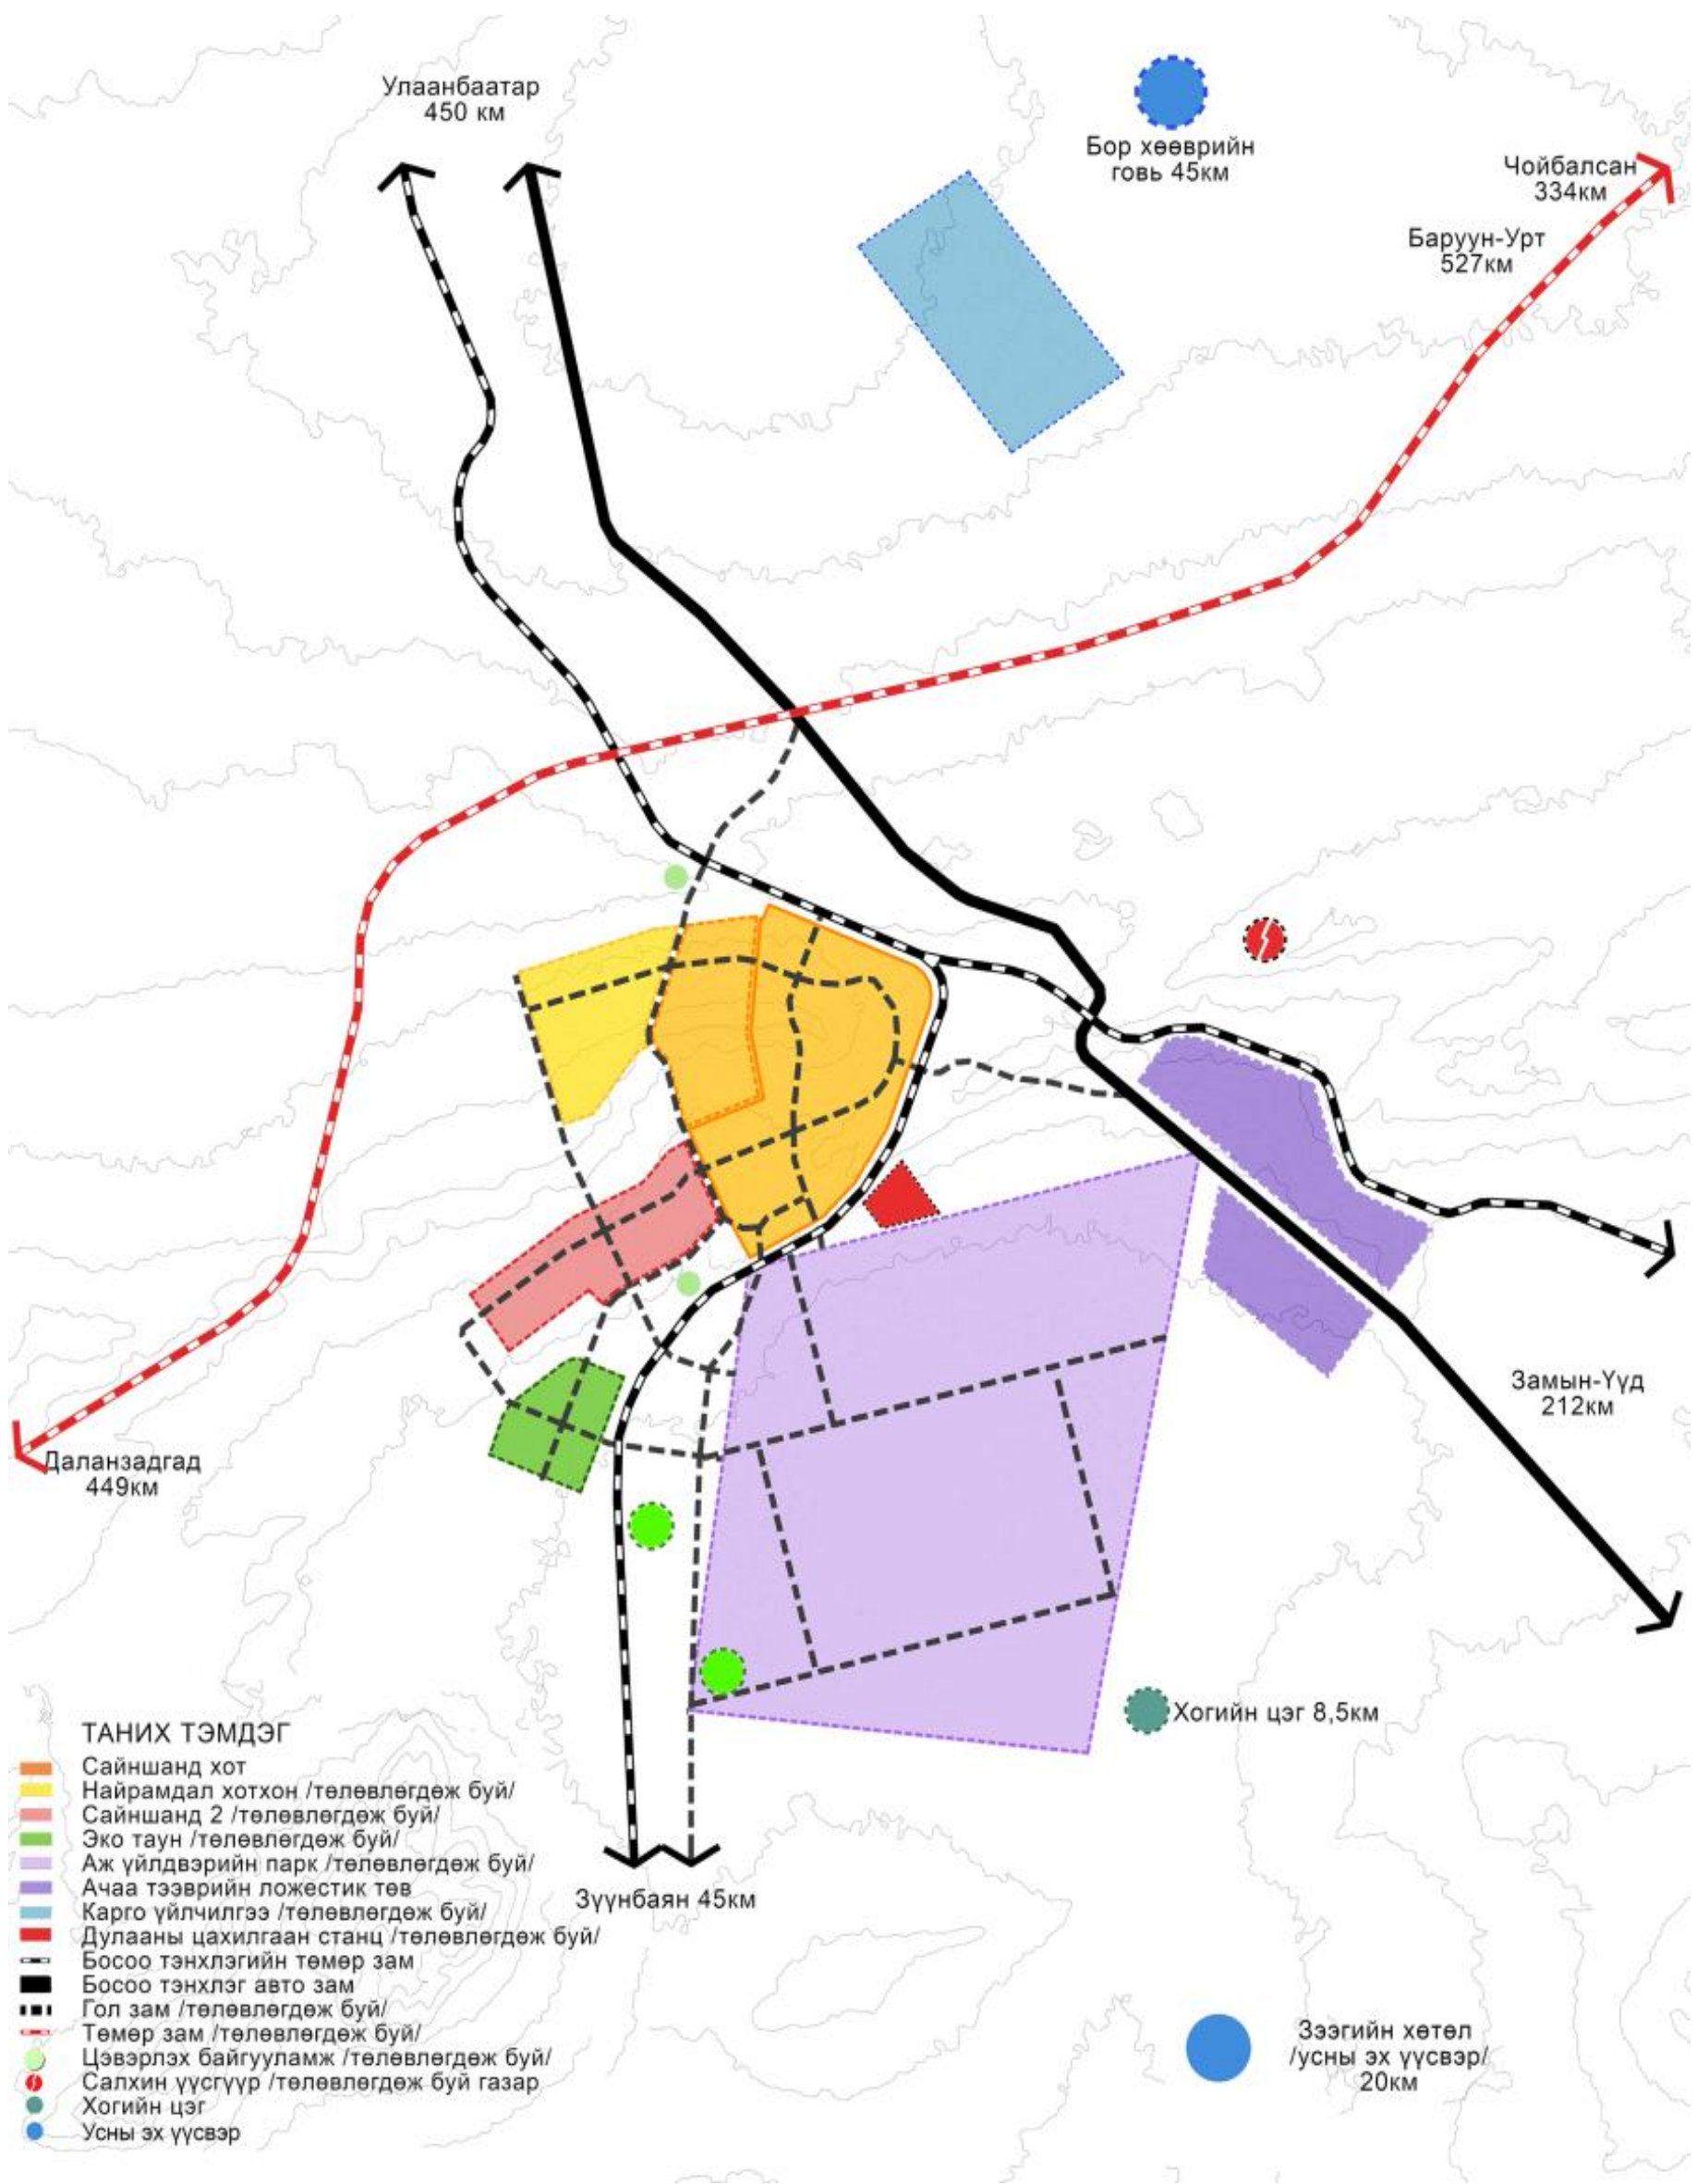 Улаанбаатар
450 км
Бор хөөврийн
говь 45км
Чойбалсан
334км
Баруун-Урт
527км
Замын-Үүд
212км
Даланзадгад
449км
Хогийн цэг 8,5км
Зүүнбаян 45км
Зээгийн хөтөл
/усны эх үүсвэр/
20км
ТАНИХ ТЭМДЭГ
Сайншанд хот
Найрамдал хотхон /төлөвлөгдөж буй/
Сайншанд 2 /төлөвлөгдөж буй/
Эко таун /төлөвлөгдөж буй/
Аж үйлдвэрийн парк /төлөвлөгдөж буй/
Ачаа тээврийн ложестик төв
Карго үйлчилгээ /төлөвлөгдөж буй/
Дулааны цахилгаан станц /төлөвлөгдөж буй/
Босоо тэнхлэгийн төмөр зам
Босоо тэнхлэг авто зам
Гол зам /төлөвлөгдөж буй/
Төмөр зам /төлөвлөгдөж буй/
Цэвэрлэх байгууламж /төлөвлөгдөж буй/
Салхин үүсгүүр /төлөвлөгдөж буй газар
Хогийн цэг
Усны эх үүсвэр